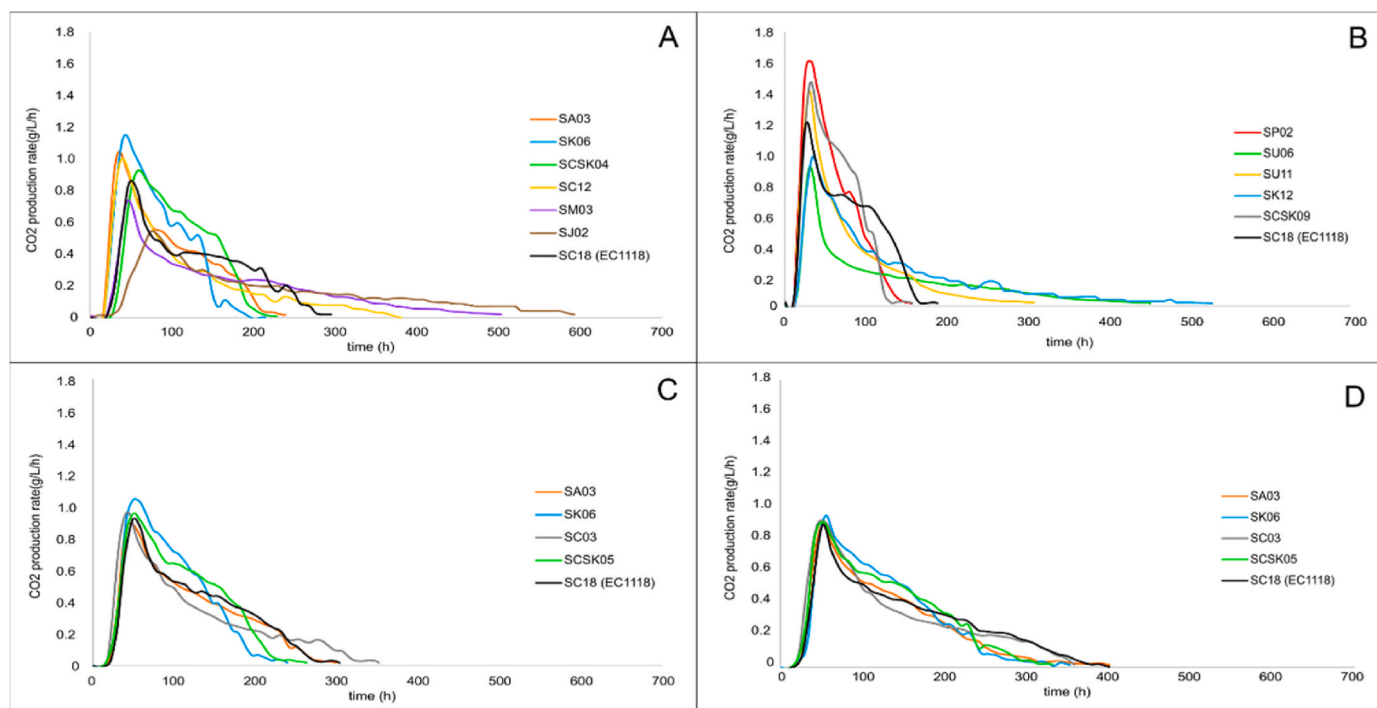 A
CO2 production rate(g/L/h)
1.8
1.6
1.4
1.2
1.0
0.8
0.6
0.4
0.2
0
0
100
200
300
400
500
600
700
time (h)
SA03
SK06
SCSK04
SC12
SM03
SJ02
SC18 (EC1118)
B
CO2 production rate(g/L/h)
1.8
1.6
1.4
1.2
1.0
0.8
0.6
0.4
0.2
0
0
100
200
300
400
500
600
700
time (h)
SP02
SU06
SU11
SK12
SCSK09
SC18 (EC1118)
C
CO2 production rate(g/L/h)
1.8
1.6
1.4
1.2
1.0
0.8
0.6
0.4
0.2
0
0
100
200
300
400
500
600
700
time (h)
SA03
SK06
SC03
SCSK05
SC18 (EC1118)
D
CO2 production rate(g/L/h)
1.8
1.6
1.4
1.2
1.0
0.8
0.6
0.4
0.2
0
0
100
200
300
400
500
600
700
time (h)
SA03
SK06
SC03
SCSK05
SC18 (EC1118)